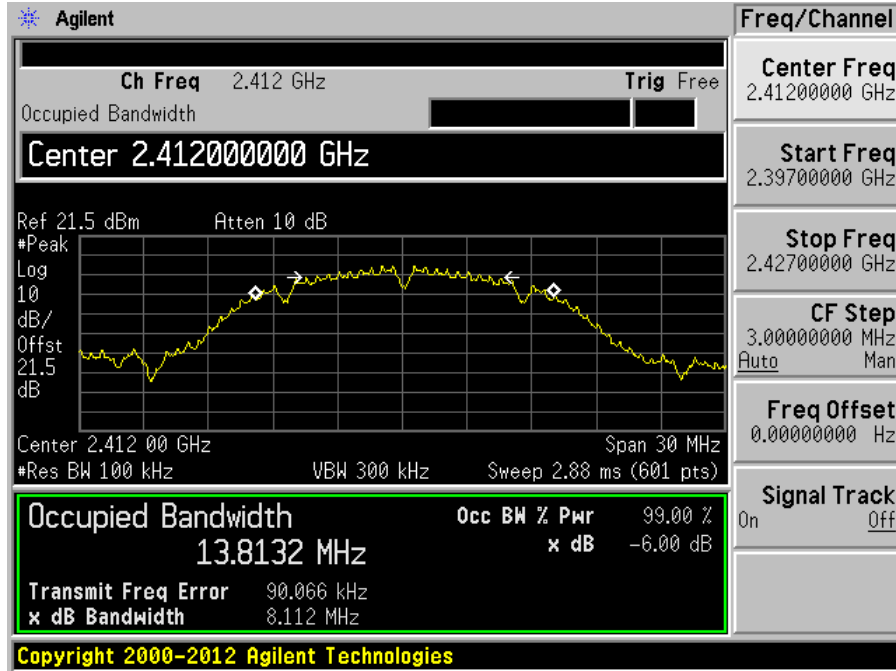 Agilent
Freq/Channel
Ch Freq 2.412 GHz Trig Free
Occupied Bandwidth
Center 2.412000000 GHz
Ref 21.5 dBm Atten 10 dB
#Peak
Log
10
dB/
Offst
21.5
dB
Center 2.412 00 GHz Span 30 MHz
#Res BW 100 kHz VBW 300 kHz Sweep 2.88 ms (601 pts)
Occupied Bandwidth Occ BW % Pwr 99.00 %
13.8132 MHz x dB -6.00 dB
Transmit Freq Error 90.066 kHz
x dB Bandwidth 8.112 MHz
Center Freq
2.41200000 GHz
Start Freq
2.39700000 GHz
Stop Freq
2.42700000 GHz
CF Step
3.00000000 MHz
Auto Man
Freq Offset
0.00000000 Hz
Signal Track
On Off
Copyright 2000-2012 Agilent Technologies